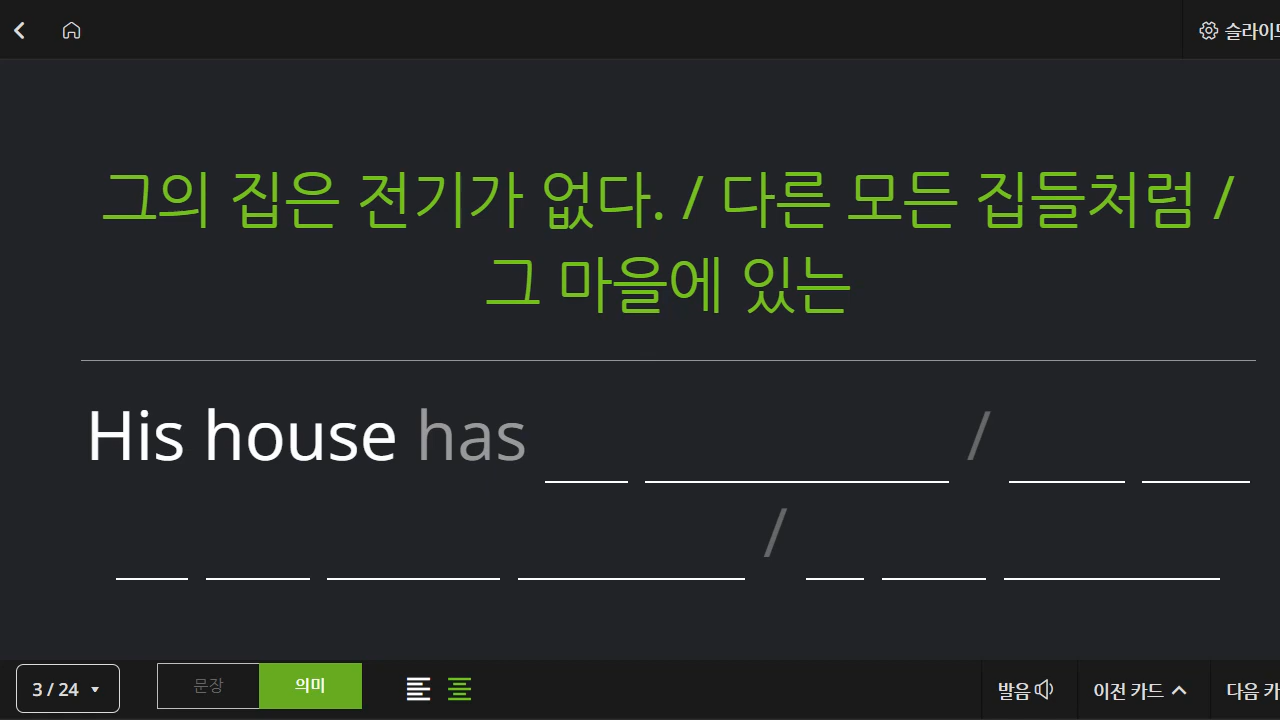 슬라이드
그의 집은 전기가 없다. / 다른 모든 집들처럼 /
그 마을에 있는
His house has /
/
3 / 24
문장 의미
발음 이전 카드 다음 카